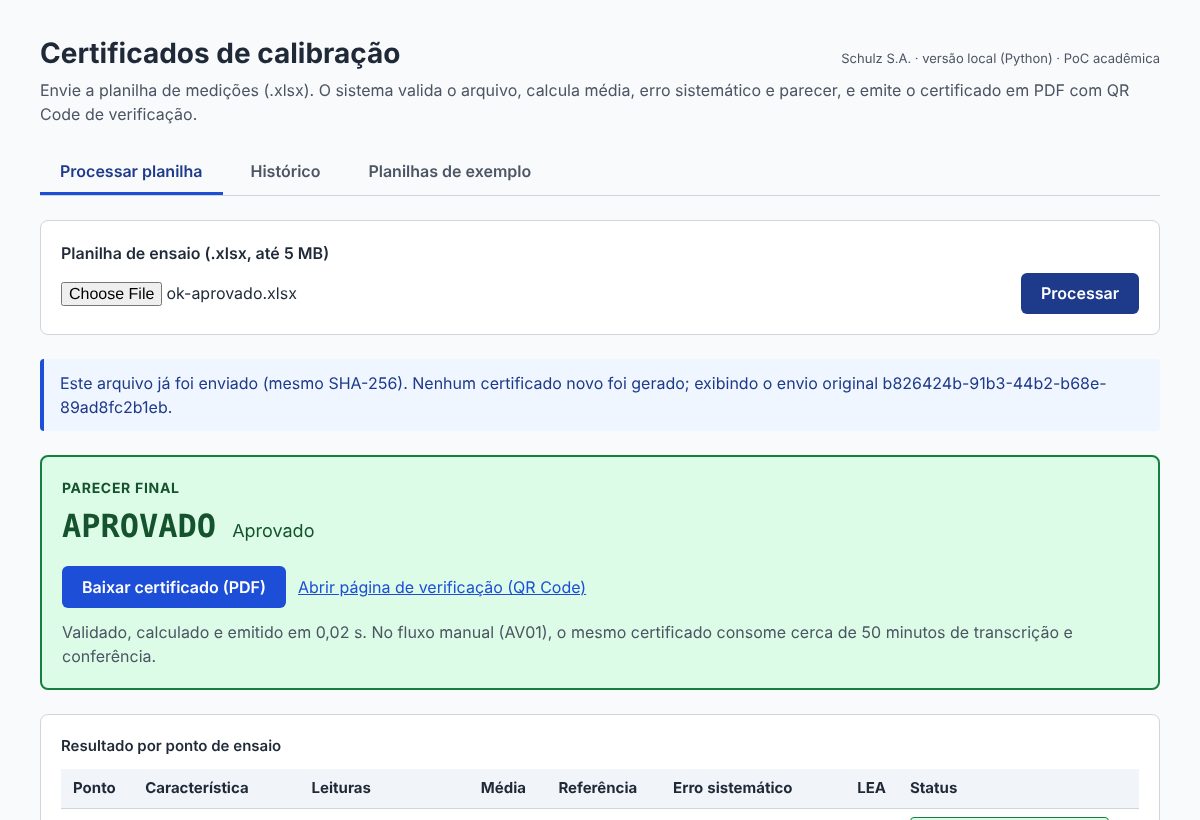 Certificados de calibração
Schulz S.A. · versão local (Python) · PoC acadêmica
Envie a planilha de medições (.xlsx). O sistema valida o arquivo, calcula média, erro sistemático e parecer, e emite o certificado em PDF com QR
Code de verificação.
Processar planilha Histórico Planilhas de exemplo
Planilha de ensaio (.xlsx, até 5 MB)
Choose File ok-aprovado.xlsx Processar
Este arquivo já foi enviado (mesmo SHA-256). Nenhum certificado novo foi gerado; exibindo o envio original b826424b-91b3-44b2-b68e-
89ad8fc2b1eb.
PARECER FINAL
APROVADO Aprovado
Baixar certificado (PDF) Abrir página de verificação (QR Code)
Validado, calculado e emitido em 0,02 s. No fluxo manual (AV01), o mesmo certificado consome cerca de 50 minutos de transcrição e
conferência.
Resultado por ponto de ensaio
Ponto Característica Leituras Média Referência Erro sistemático LEA Status